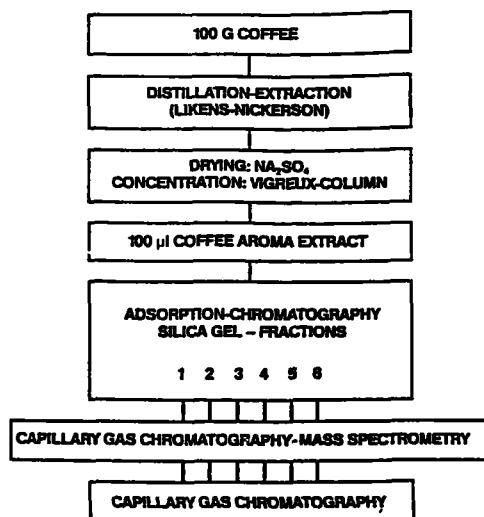 100 G COFFEE
DISTILLATION-EXTRACTION
(LIKENS-NICKERSON)
DRYING: NA₂SO₄
CONCENTRATION: VIGREUX-COLUMN
100 µl COFFEE AROMA EXTRACT
ADSORPTION-CHROMATOGRAPHY
SILICA GEL – FRACTIONS
1 2 3 4 5 6
CAPILLARY GAS CHROMATOGRAPHY-MASS SPECTROMETRY
CAPILLARY GAS CHROMATOGRAPHY